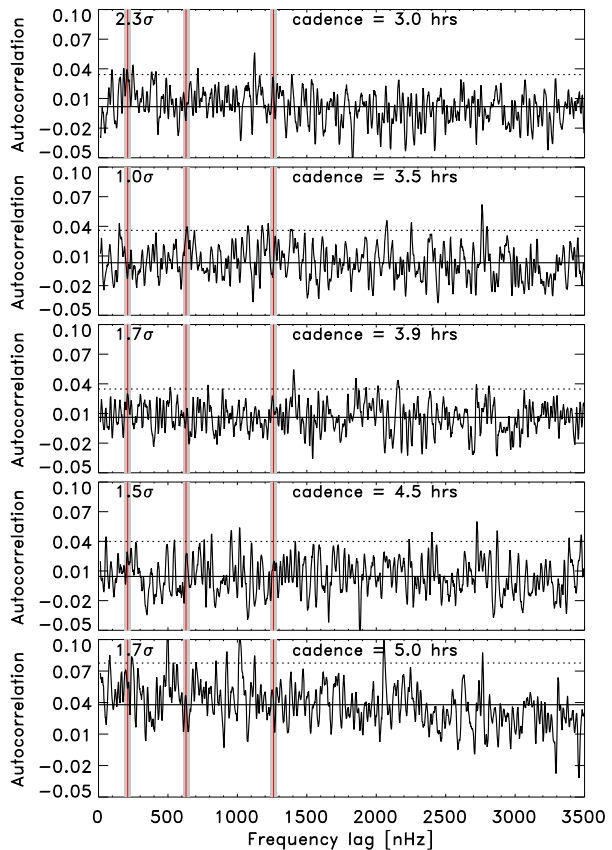 2.3σ cadence = 3.0 hrs
0.10
0.07
0.04
0.01
−0.02
−0.05
Autocorrelation
1.0σ cadence = 3.5 hrs
0.10
0.07
0.04
0.01
−0.02
−0.05
Autocorrelation
1.7σ cadence = 3.9 hrs
0.10
0.07
0.04
0.01
−0.02
−0.05
Autocorrelation
1.5σ cadence = 4.5 hrs
0.10
0.07
0.04
0.01
−0.02
−0.05
Autocorrelation
1.7σ cadence = 5.0 hrs
0.10
0.07
0.04
0.01
−0.02
−0.05
Autocorrelation
0 500 1000 1500 2000 2500 3000 3500
Frequency lag [nHz]